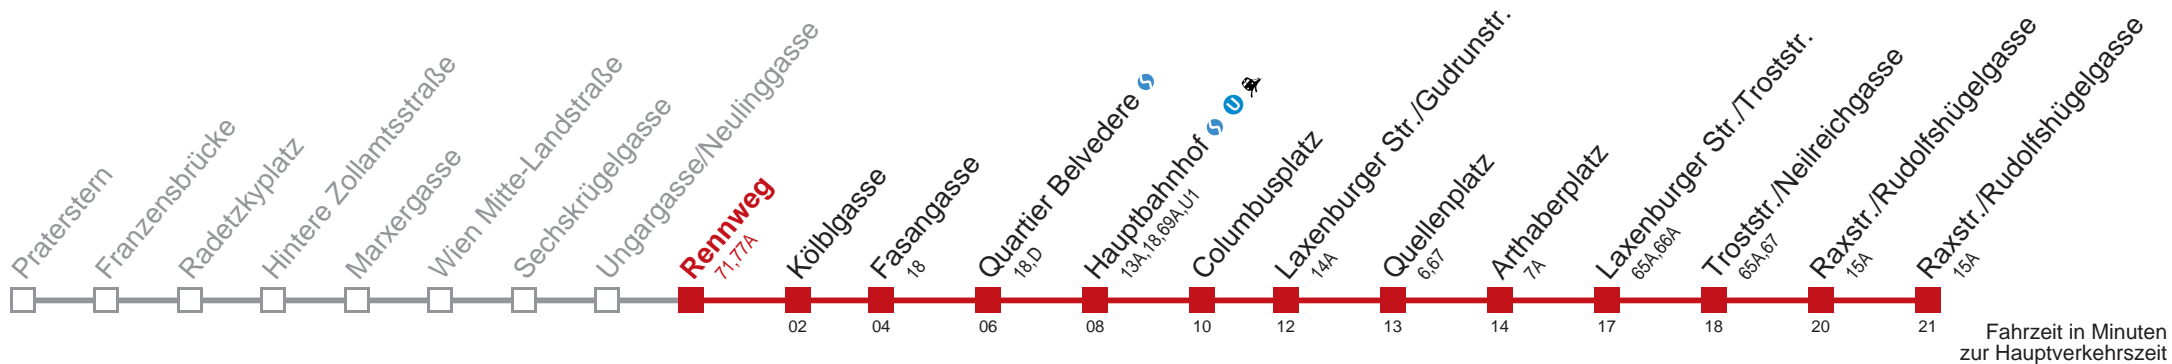 Praterstern
Franzensbrücke
Radetzkyplatz
Hintere Zollamtsstraße
Marxergasse
Wien Mitte-Landstraße
Sechskrügelgasse
Ungargasse/Neulinggasse
Rennweg
71,77A
Kölblgasse
02
Fasangasse
18
04
Quartier Belvedere
18,D
06
Hauptbahnhof
U
13A,18,69A,U1
08
Columbusplatz
10
Laxenburger Str./Gudrunstr.
14A
12
Quellenplatz
6,67
13
Arthaberplatz
7A
14
Laxenburger Str./Troststr.
65A,66A
17
Troststr./Neilreichgasse
65A,67
18
Raxstr./Rudolfshügelgasse
15A
20
Raxstr./Rudolfshügelgasse
15A
21
Fahrzeit in Minuten
zur Hauptverkehrszeit